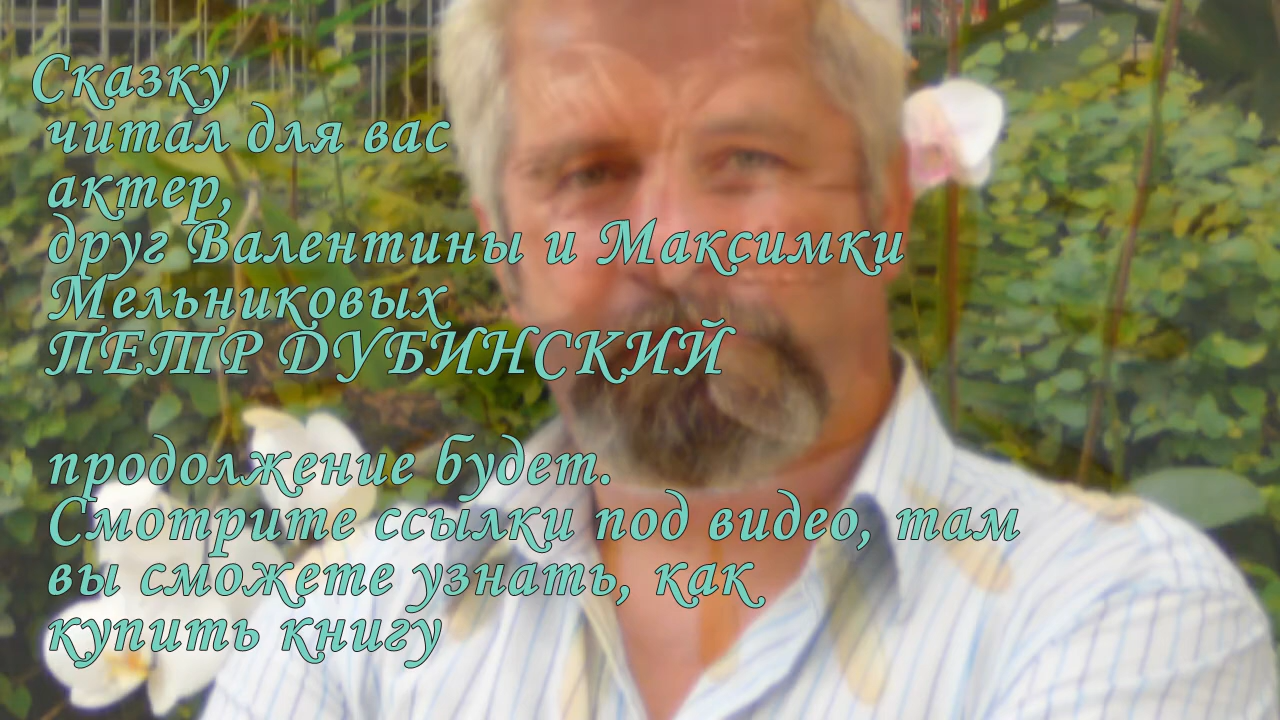 Сказку
читал для вас
актер,
друг Валентины и Максимки
Мельниковых
ПЕТР ДУБИНСКИЙ
продолжение будет.
Смотрите ссылки под видео, там
вы сможете узнать, как
купить книгу